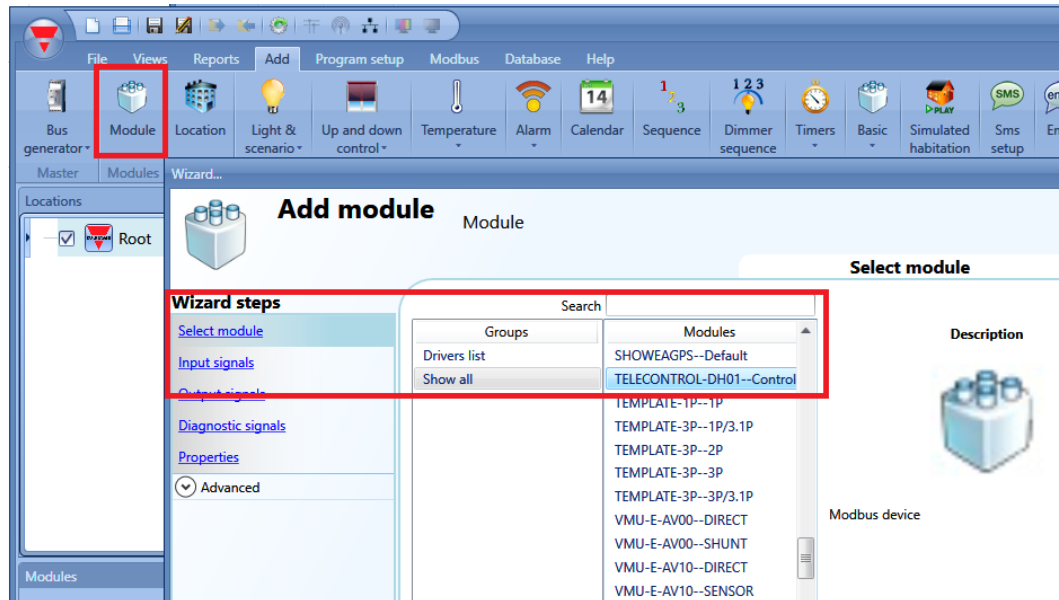 File Views Reports Add Program setup Modbus Database Help
Bus generator Module Location Light & scenario Up and down control Temperature Alarm 14 Calendar 1 2 3 Sequence 1 2 3 Dimmer sequence Timers Basic PLAY Simulated habitation SMS Sms setup
Master Modules Wizard...
Locations
Root
Add module
Module
Select module
Wizard steps
Search
Select module
Input signals
Output signals
Diagnostic signals
Properties
Advanced
Groups
Drivers list
Show all
Modules
SHOWEAGPS--Default
TELECONTROL-DH01--Control
TEMPLATE-1P--1P
TEMPLATE-3P--1P/3.1P
TEMPLATE-3P--2P
TEMPLATE-3P--3P
TEMPLATE-3P--3P/3.1P
VMU-E-AV00--DIRECT
VMU-E-AV00--SHUNT
VMU-E-AV10--DIRECT
VMU-E-AV10--SENSOR
Description
Modbus device
Modules